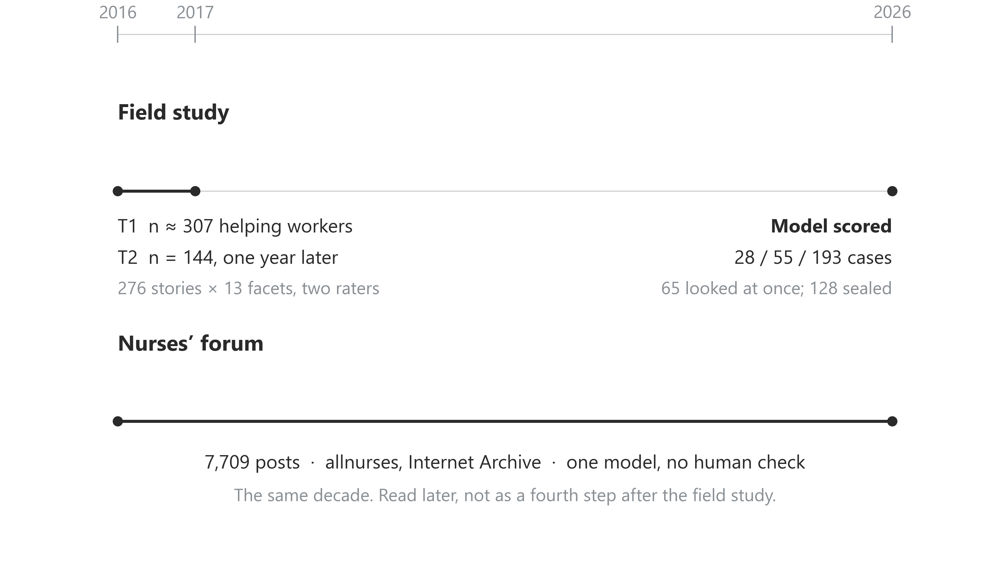 2016 2017 2026
Field study
T1 n ≈ 307 helping workers
T2 n = 144, one year later
276 stories × 13 facets, two raters
Model scored
28 / 55 / 193 cases
65 looked at once; 128 sealed
Nurses’ forum
7,709 posts · allnurses, Internet Archive · one model, no human check
The same decade. Read later, not as a fourth step after the field study.